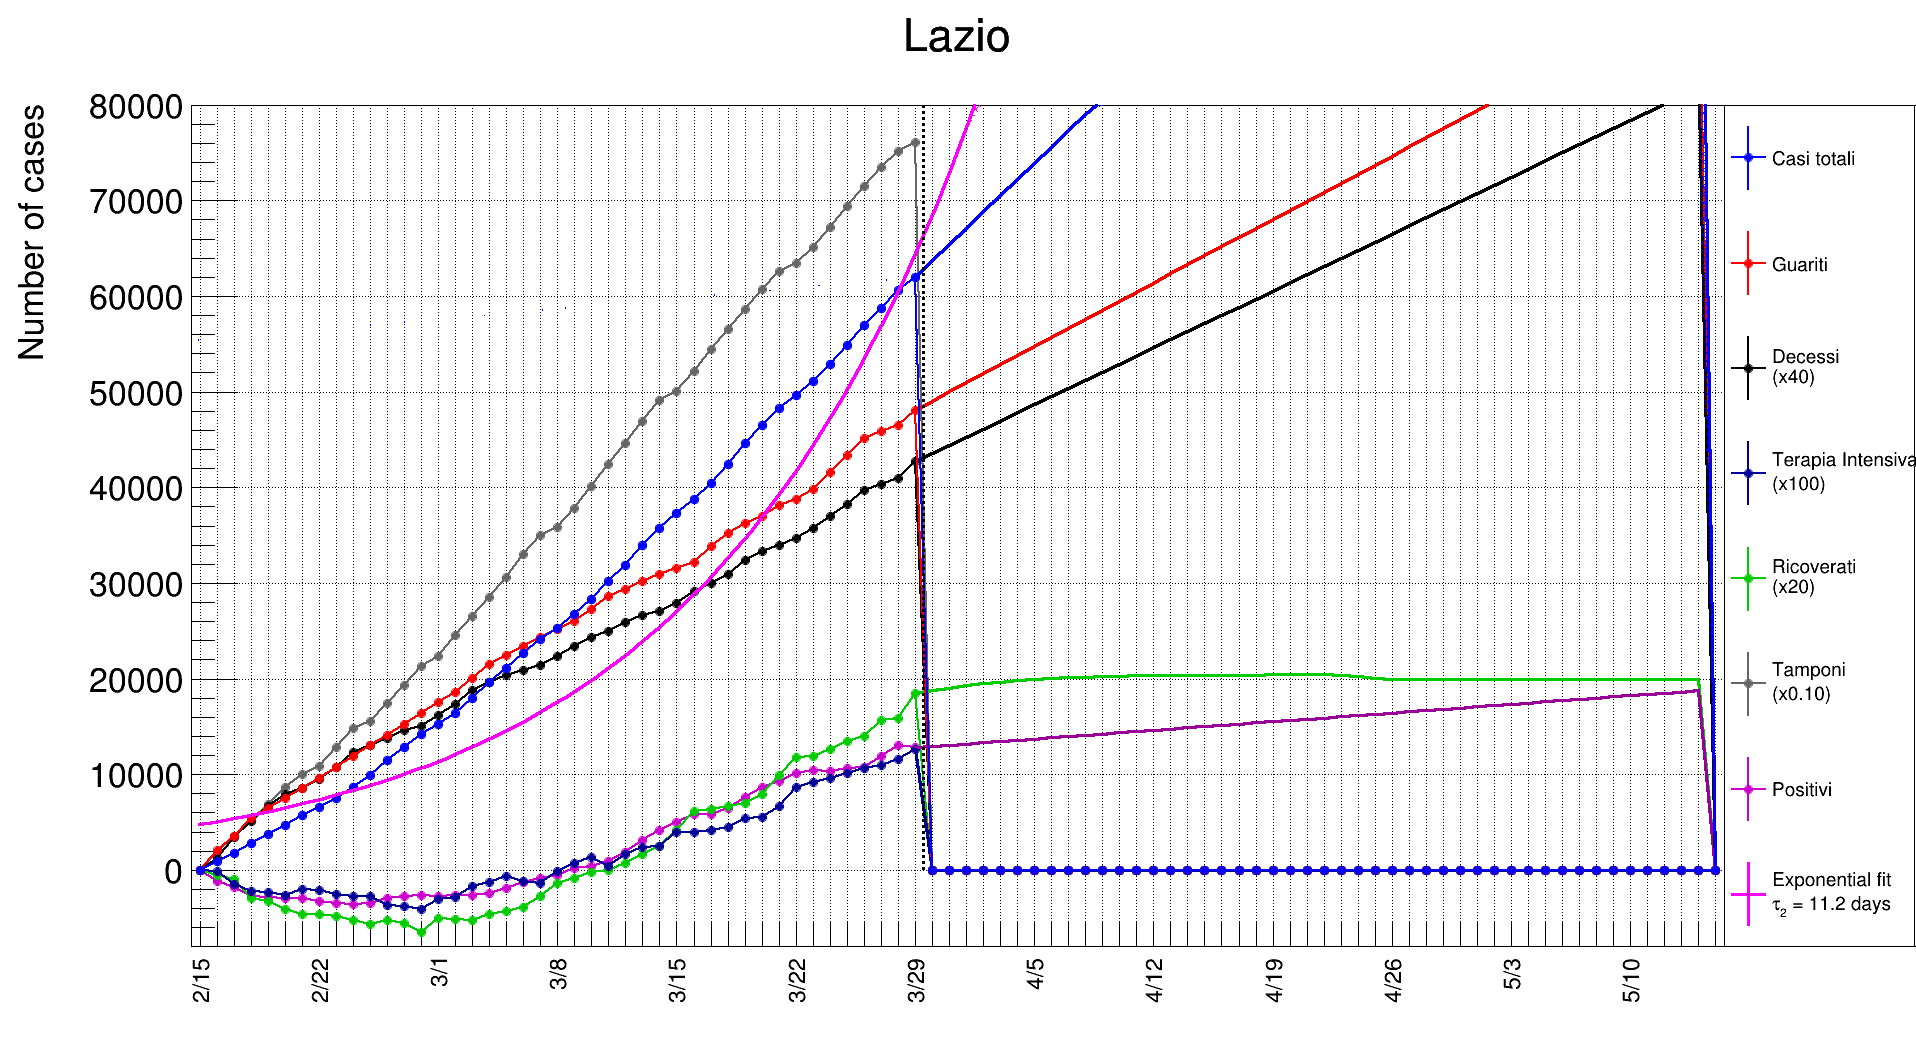 Lazio
Number of cases
80000
70000
60000
50000
40000
30000
20000
10000
0
2/15
2/22
3/1
3/8
3/15
3/22
3/29
4/5
4/12
4/19
4/26
5/3
5/10
Casi totali
Guariti
Decessi
(x40)
Terapia Intensiva
(x100)
Ricoverati
(x20)
Tamponi
(x0.10)
Positivi
Exponential fit
τ2 = 11.2 days